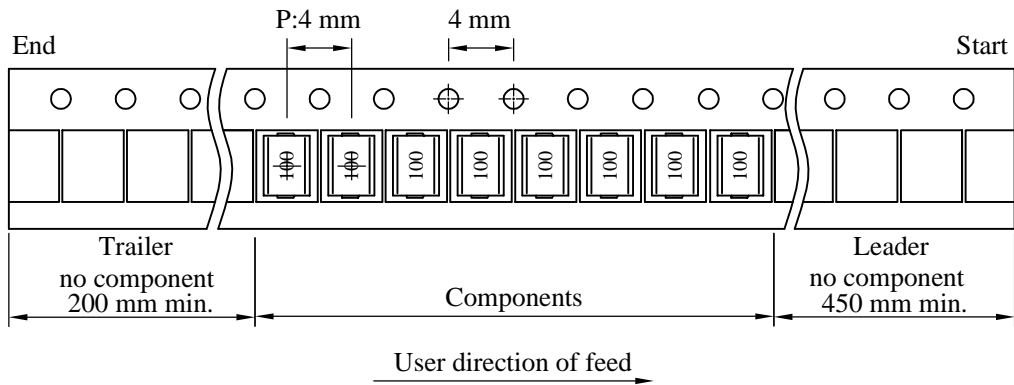 P:4 mm
4 mm
End
Start
100
100
100
100
100
100
100
100
Trailer
no component
200 mm min.
Components
Leader
no component
450 mm min.
User direction of feed